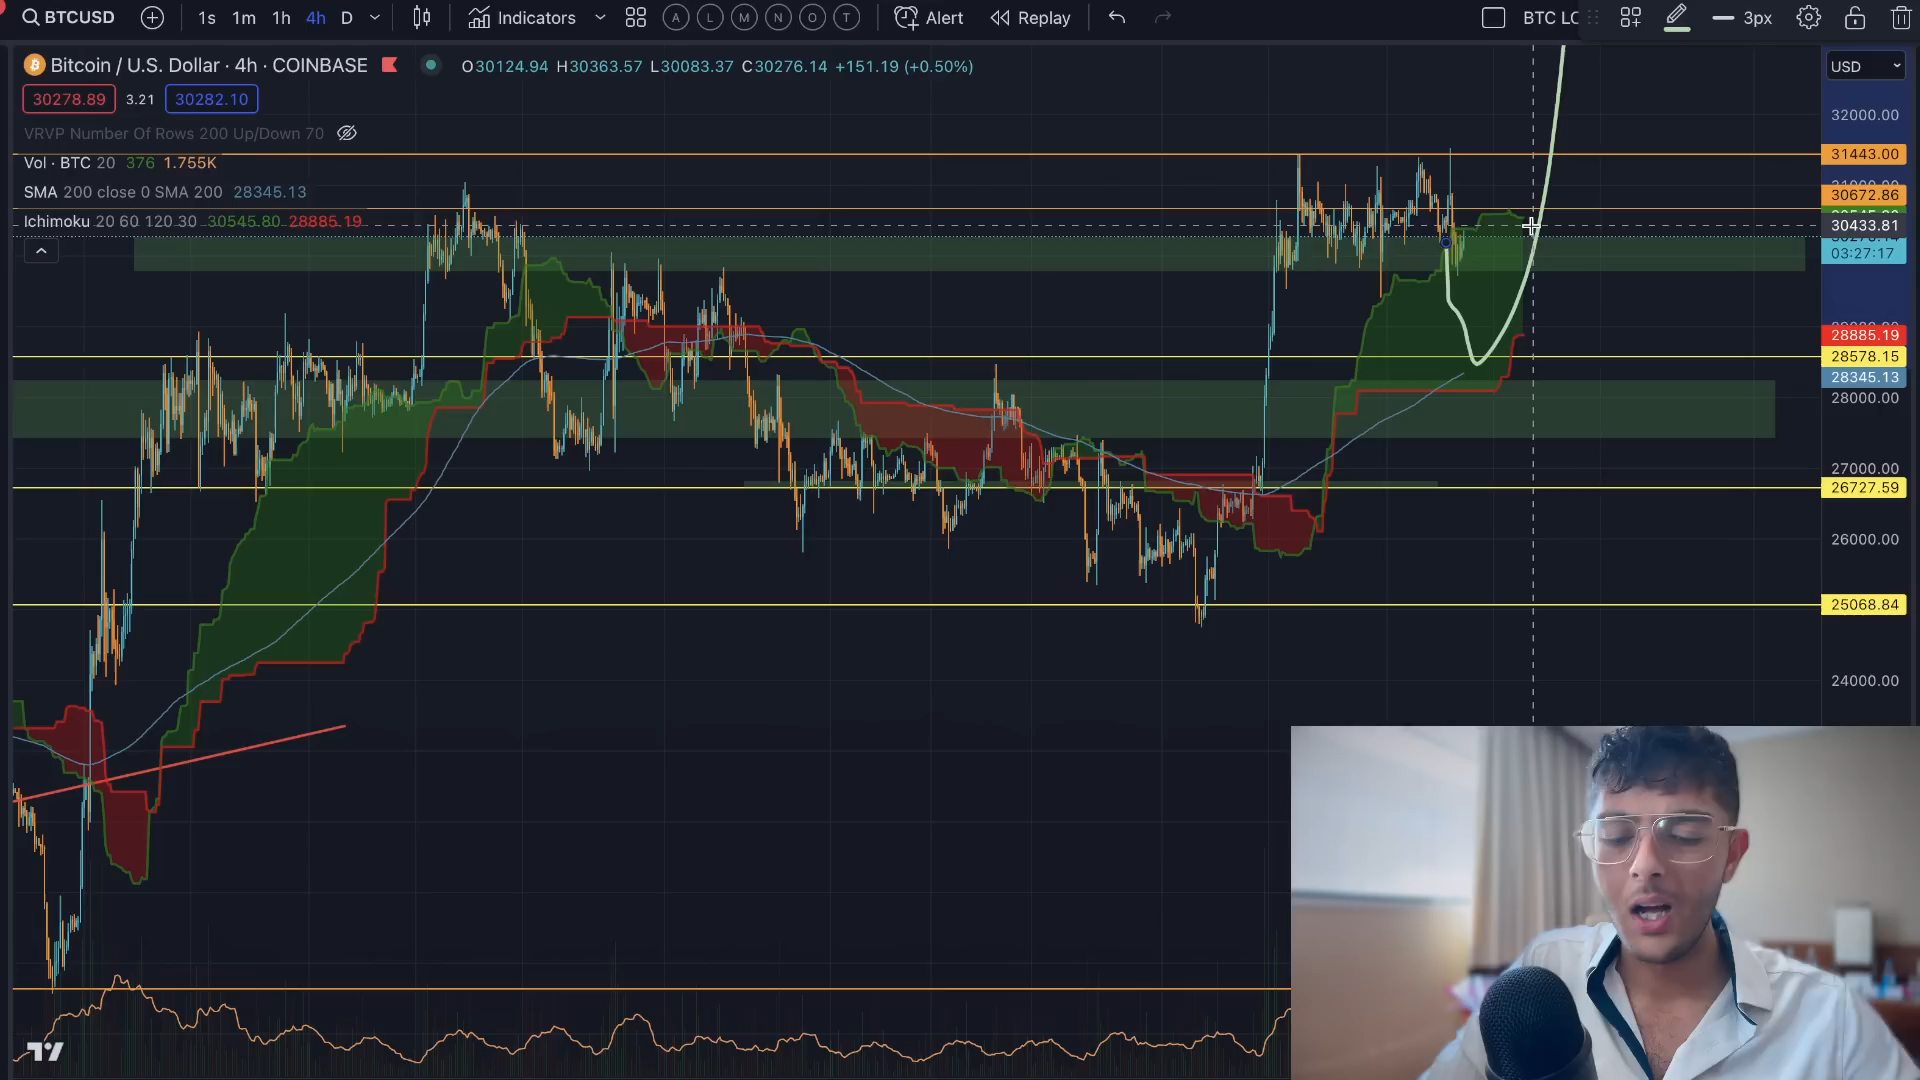 BTCUSD 1s 1m 1h 4h D Indicators A L M N O T Alert Replay BTC LC 3px
Bitcoin / U.S. Dollar · 4h · COINBASE O30124.94 H30363.57 L30083.37 C30276.14 +151.19 (+0.50%)
USD
30278.89 3.21 30282.10
32000.00
VRVP Number Of Rows 200 Up/Down 70
31443.00
Vol · BTC 20 376 1.755K
SMA 200 close 0 SMA 200 28345.13
30672.86
Ichimoku 20 60 120.30 30545.80 28885.19
30433.81
03:27:17
28885.19
28578.15
28345.13
28000.00
27000.00
26727.59
26000.00
25068.84
24000.00